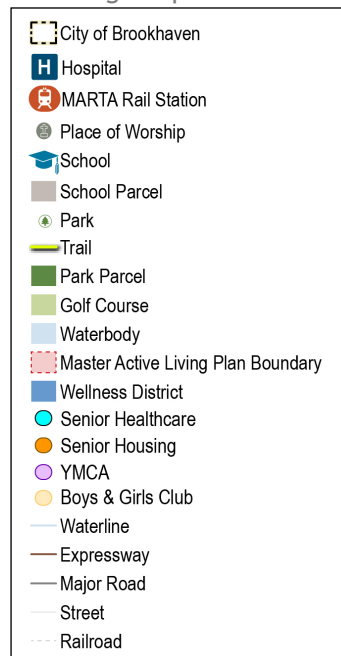 City of Brookhaven
H Hospital
MARTA Rail Station
Place of Worship
School
School Parcel
Park
Trail
Park Parcel
Golf Course
Waterbody
Master Active Living Plan Boundary
Wellness District
Senior Healthcare
Senior Housing
YMCA
Boys & Girls Club
Waterline
Expressway
Major Road
Street
Railroad